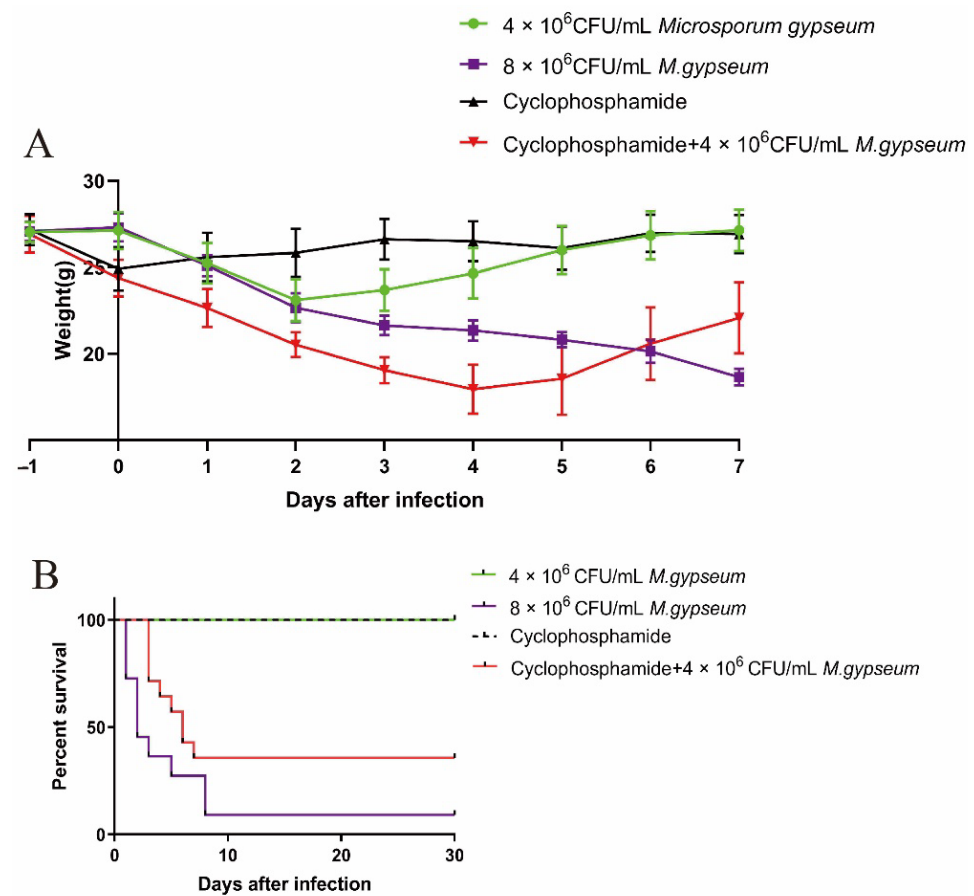 4 × 10⁶CFU/mL Microsporum gypseum
8 × 10⁶CFU/mL M.gypseum
Cyclophosphamide
Cyclophosphamide+4 × 10⁶CFU/mL M.gypseum
A
30
25
20
Weight(g)
–1 0 1 2 3 4 5 6 7
Days after infection
B
4 × 10⁶ CFU/mL M.gypseum
8 × 10⁶ CFU/mL M.gypseum
Cyclophosphamide
Cyclophosphamide+4 × 10⁶ CFU/mL M.gypseum
100
50
0
Percent survival
0 10 20 30
Days after infection